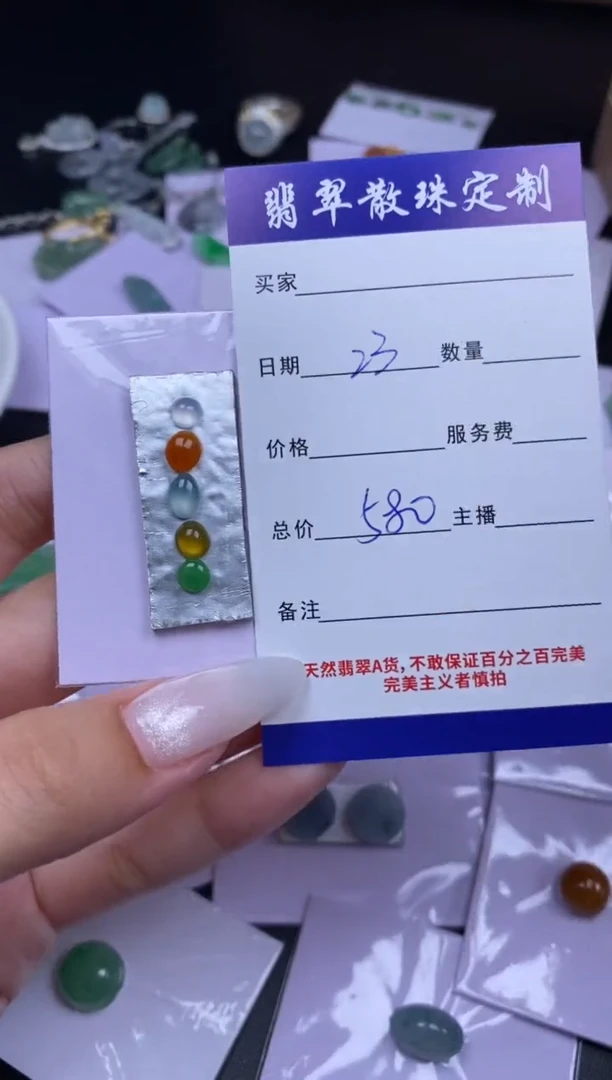 翡翠散珠定制
买家
日期 23 数量
价格 服务费
总价 580 主播
备注
天然翡翠A货，不敢保证百分之百完美
完美主义者慎拍